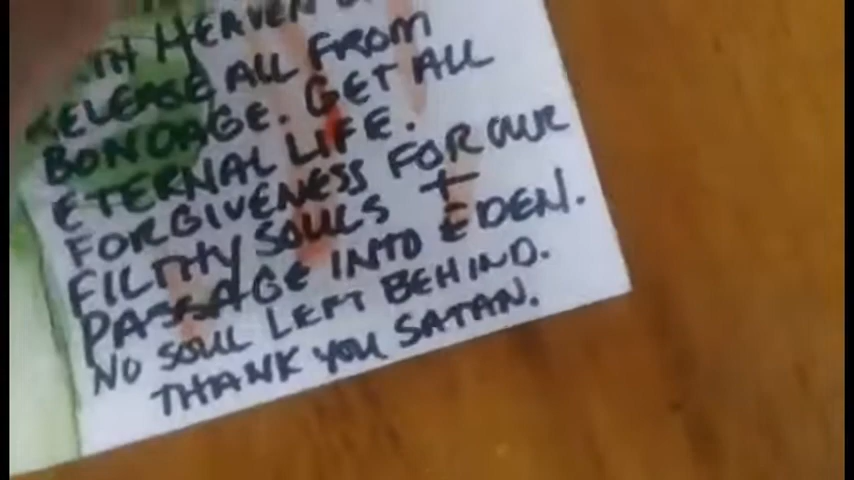 HEAVEN
RELEASE ALL FROM
BONDAGE. GET ALL
ETERNAL LIFE.
FORGIVENESS FOR OUR
FILTHY SOULS +
PASSAGE INTO EDEN.
NO SOUL LEFT BEHIND.
THANK YOU SATAN.